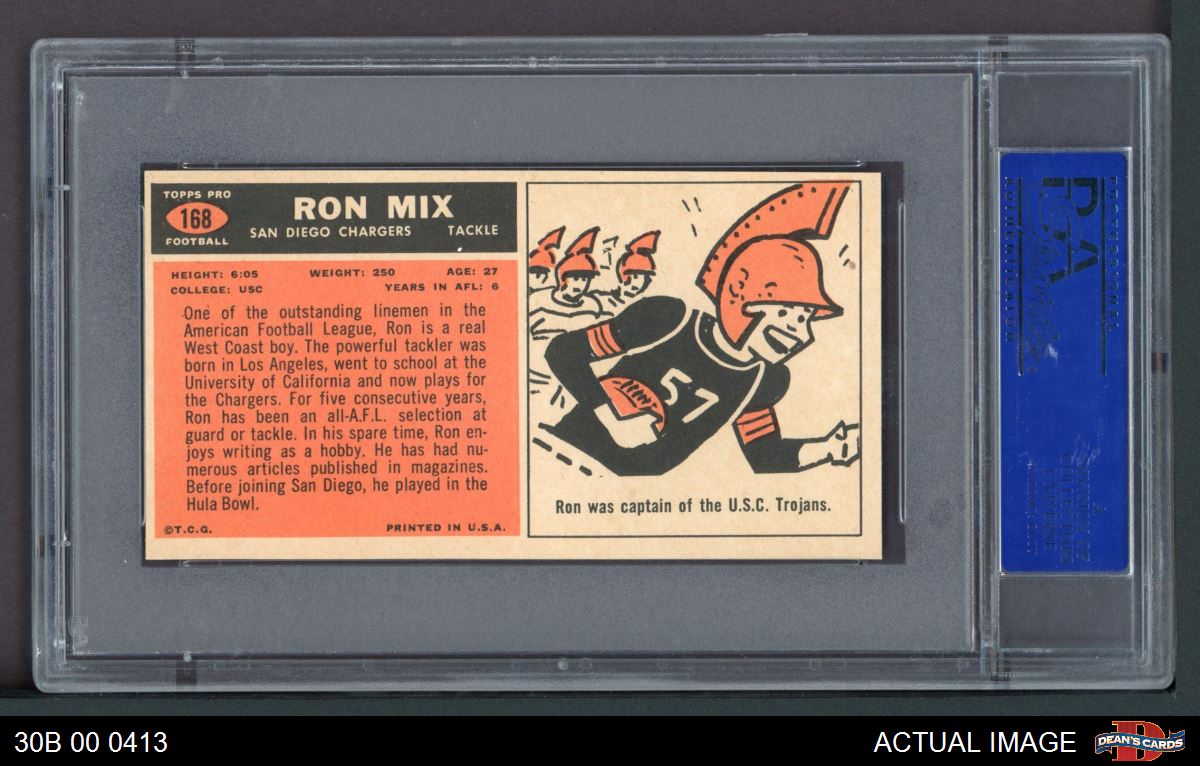 TOPPS PRO
168
FOOTBALL
RON MIX
SAN DIEGO CHARGERS TACKLE
HEIGHT: 6:05 WEIGHT: 250 AGE: 27
COLLEGE: USC YEARS IN AFL: 6
One of the outstanding linemen in the
American Football League, Ron is a real
West Coast boy. The powerful tackler was
born in Los Angeles, went to school at the
University of California and now plays for
the Chargers. For five consecutive years,
Ron has been an all-A.F.L. selection at
guard or tackle. In his spare time, Ron en-
joys writing as a hobby. He has had nu-
merous articles published in magazines.
Before joining San Diego, he played in the
Hula Bowl.
©T.C.G. PRINTED IN U.S.A.
57
Ron was captain of the U.S.C. Trojans.
PSA
PROFESSIONAL
AUTHENTICATION
30B 00 0413
ACTUAL IMAGE
DEAN'S CARDS